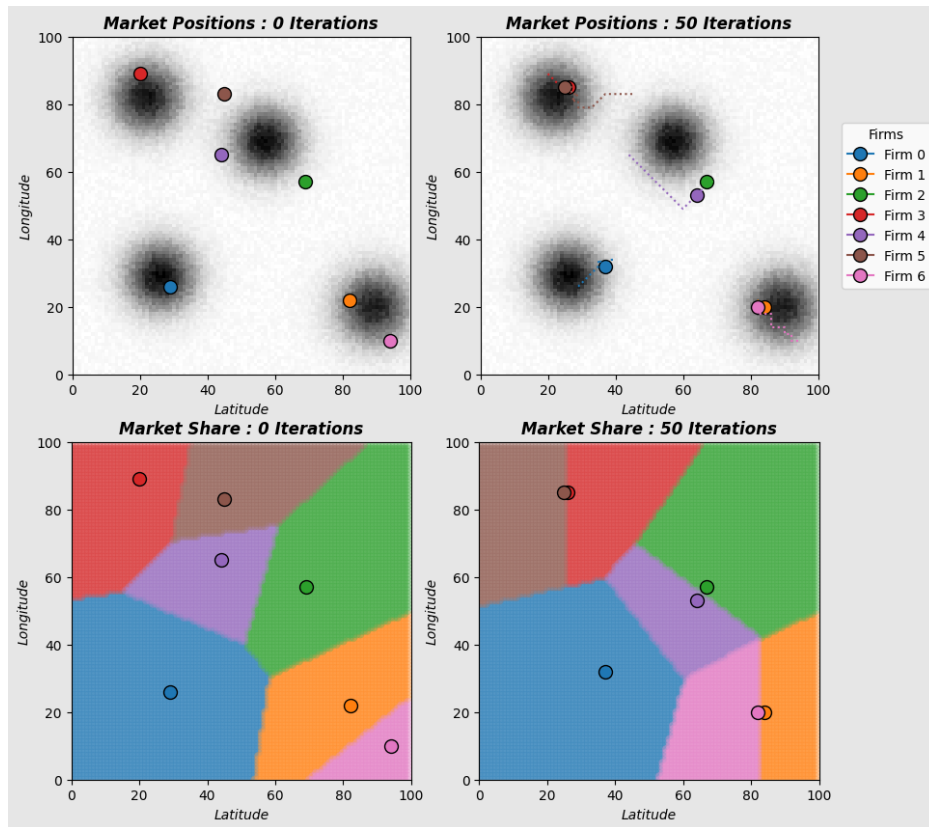 Market Positions : 0 Iterations
100
80
60
40
20
0
Longitude
0 20 40 60 80 100
Latitude
Market Positions : 50 Iterations
100
80
60
40
20
0
Longitude
0 20 40 60 80 100
Latitude
Firms
Firm 0
Firm 1
Firm 2
Firm 3
Firm 4
Firm 5
Firm 6
Market Share : 0 Iterations
100
80
60
40
20
0
Longitude
0 20 40 60 80 100
Latitude
Market Share : 50 Iterations
100
80
60
40
20
0
Longitude
0 20 40 60 80 100
Latitude